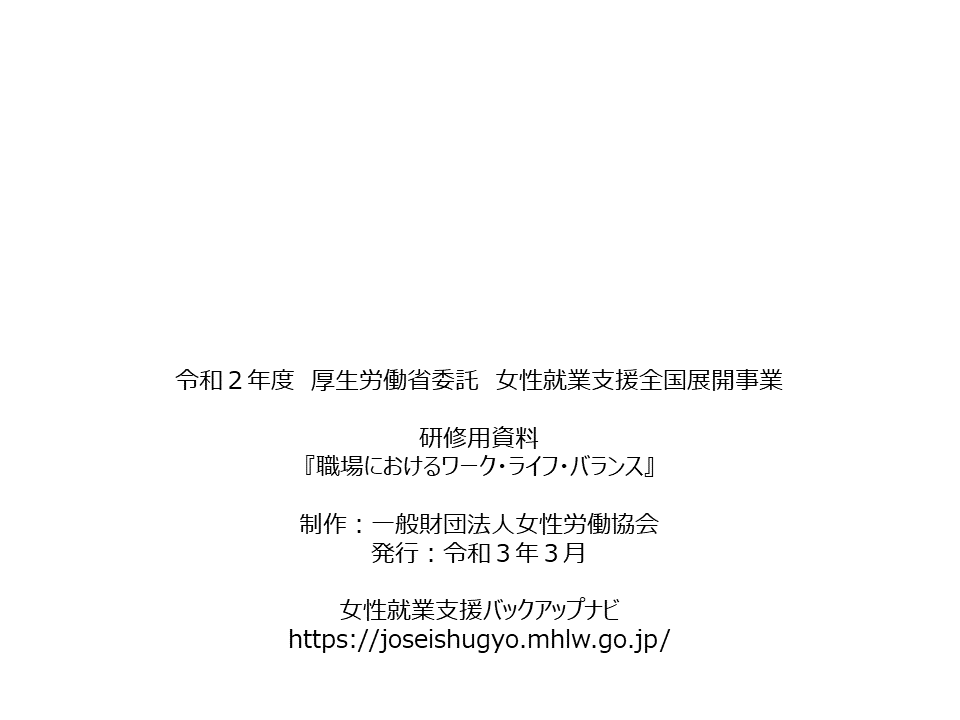 令和２年度　厚生労働省委託　女性就業支援全国展開事業
研修用資料
『職場におけるワーク・ライフ・バランス』
制作：一般財団法人女性労働協会
発行：令和３年３月
女性就業支援バックアップナビ
https://joseishugyo.mhlw.go.jp/